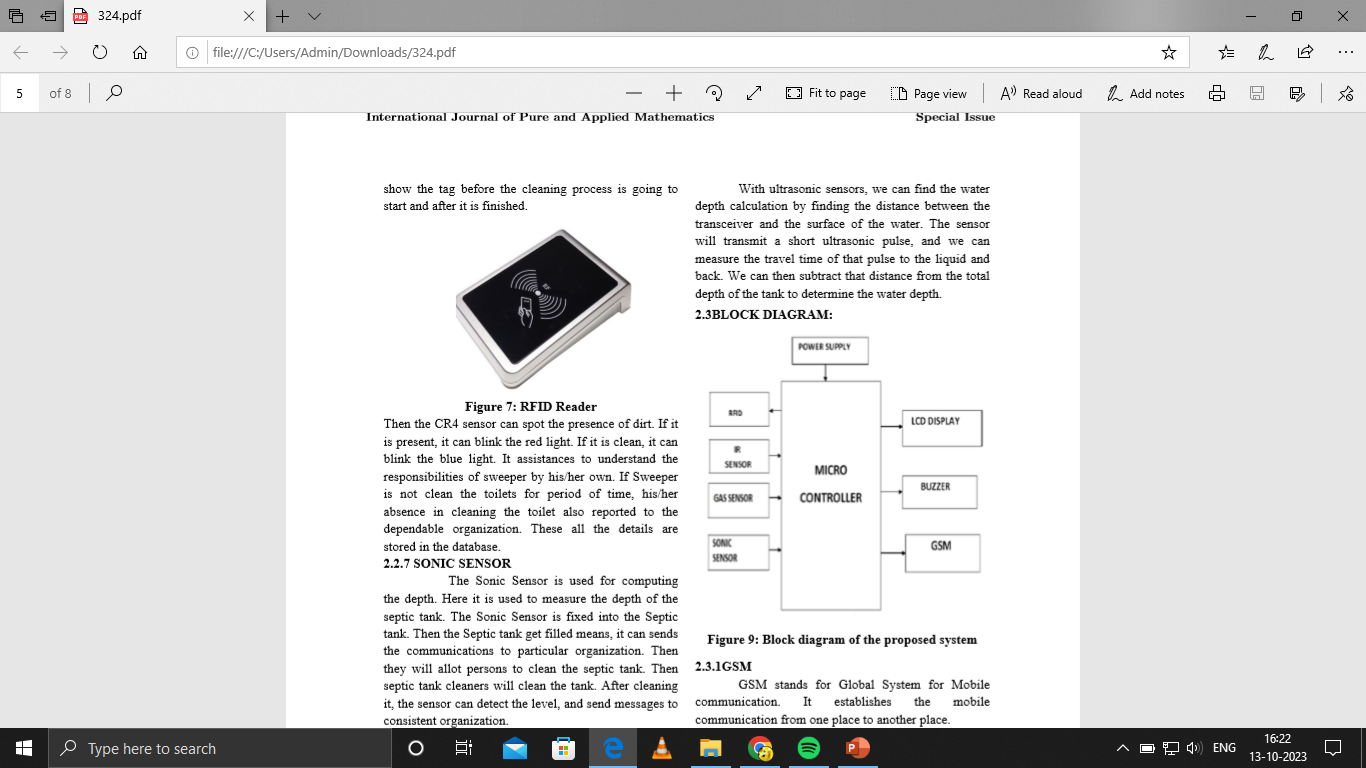 324.pdf
file:///C:/Users/Admin/Downloads/324.pdf
5 of 8
Fit to page
Page view
Read aloud
Add notes
International Journal of Pure and Applied Mathematics
Special Issue
show the tag before the cleaning process is going to
start and after it is finished.
RF
Figure 7: RFID Reader
Then the CR4 sensor can spot the presence of dirt. If it
is present, it can blink the red light. If it is clean, it can
blink the blue light. It assistances to understand the
responsibilities of sweeper by his/her own. If Sweeper
is not clean the toilets for period of time, his/her
absence in cleaning the toilet also reported to the
dependable organization. These all the details are
stored in the database.
2.2.7 SONIC SENSOR
The Sonic Sensor is used for computing
the depth. Here it is used to measure the depth of the
septic tank. The Sonic Sensor is fixed into the Septic
tank. Then the Septic tank get filled means, it can sends
the communications to particular organization. Then
they will allot persons to clean the septic tank. Then
septic tank cleaners will clean the tank. After cleaning
it, the sensor can detect the level, and send messages to
consistent organization.
With ultrasonic sensors, we can find the water
depth calculation by finding the distance between the
transceiver and the surface of the water. The sensor
will transmit a short ultrasonic pulse, and we can
measure the travel time of that pulse to the liquid and
back. We can then subtract that distance from the total
depth of the tank to determine the water depth.
2.3BLOCK DIAGRAM:
POWER SUPPLY
RFID
IR
SENSOR
GAS SENSOR
SONIC
SENSOR
MICRO
CONTROLLER
LCD DISPLAY
BUZZER
GSM
Figure 9: Block diagram of the proposed system
2.3.1GSM
GSM stands for Global System for Mobile
communication. It establishes the mobile
communication from one place to another place.
Type here to search
ENG
16:22
13-10-2023